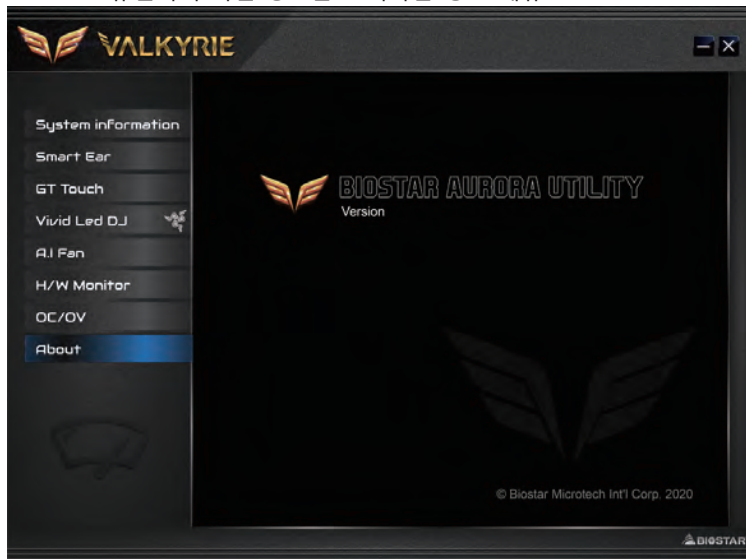 VALKYRIE
System information
Smart Ear
GT Touch
Vivid Led DJ
A.I Fan
H/W Monitor
OC/OV
About
BIOSTAR AURORA UTILITY
Version
© Biostar Microtech Int'l Corp. 2020
BIOSTAR